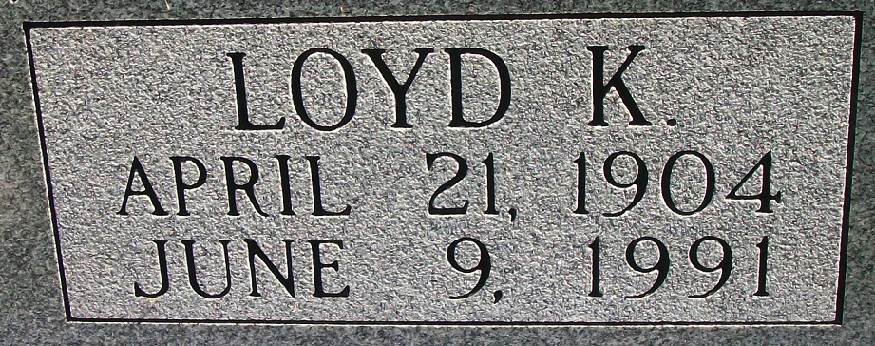 LOYD K.
APRIL 21, 1904
JUNE 9, 1991